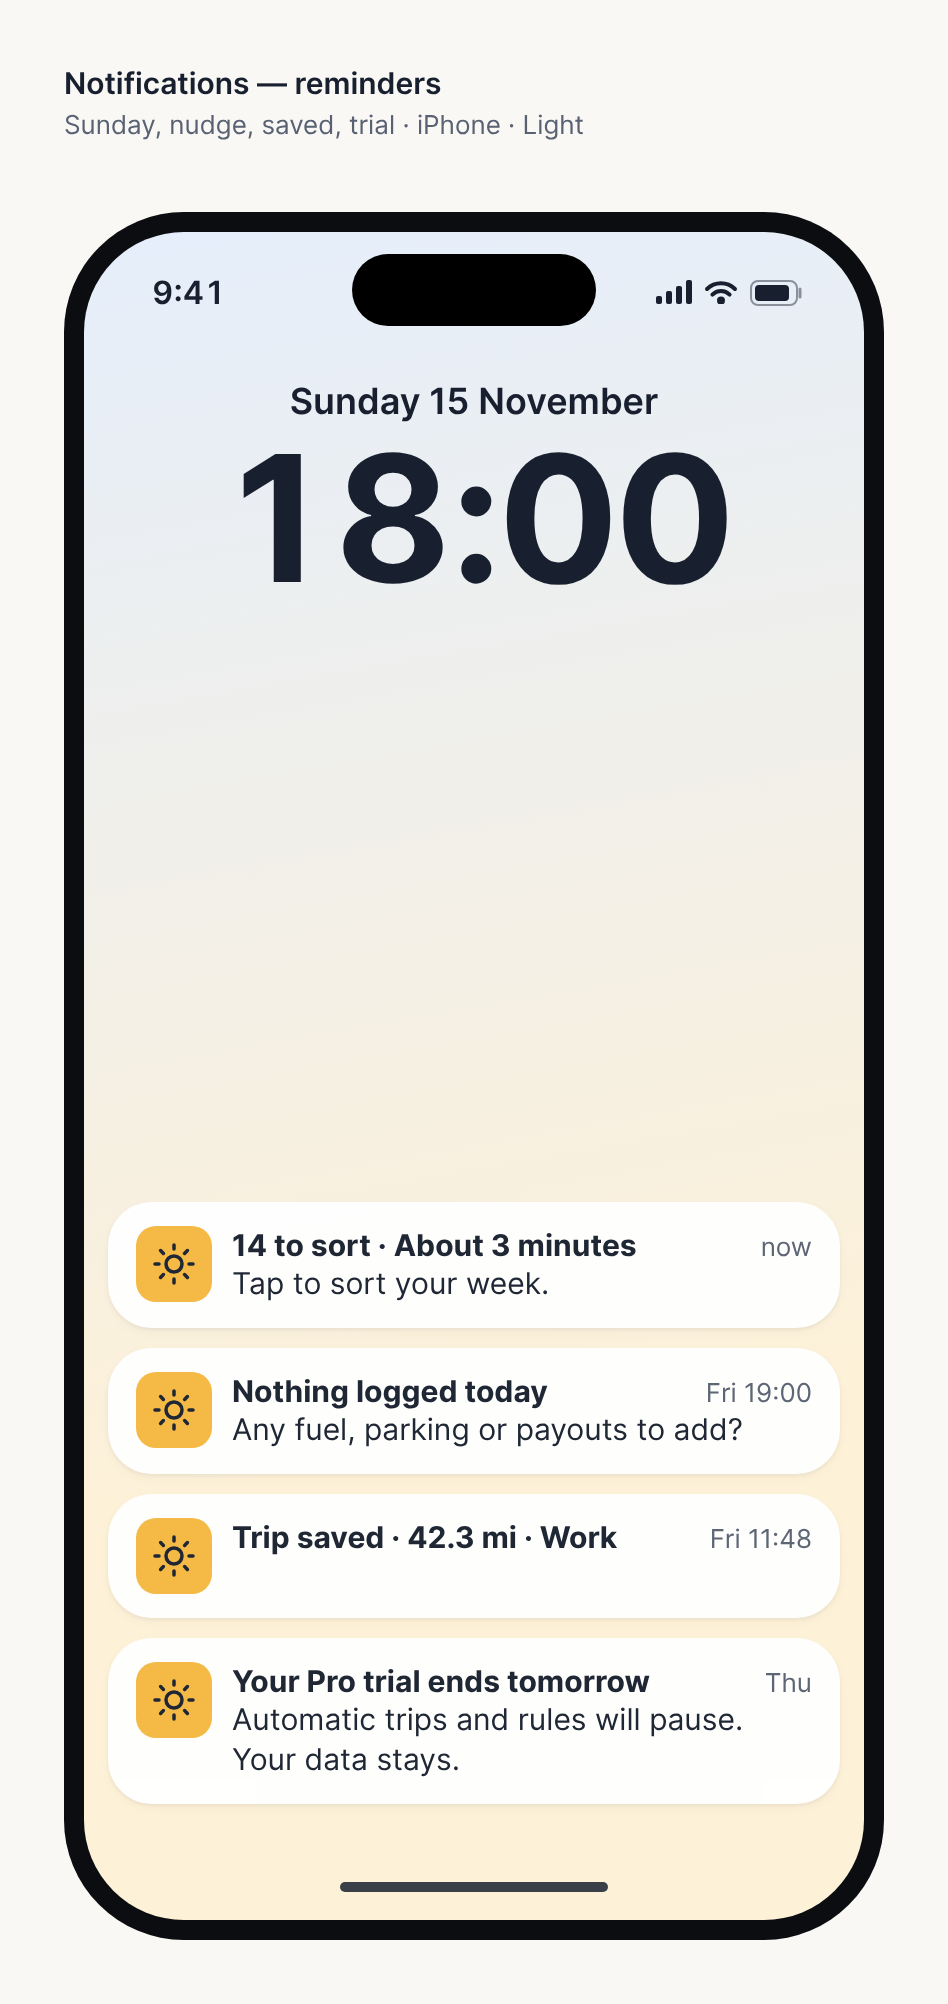 Notifications — reminders
Sunday, nudge, saved, trial · iPhone · Light
9:41
Sunday 15 November
18:00
14 to sort · About 3 minutes now
Tap to sort your week.
Nothing logged today Fri 19:00
Any fuel, parking or payouts to add?
Trip saved · 42.3 mi · Work Fri 11:48
Your Pro trial ends tomorrow Thu
Automatic trips and rules will pause.
Your data stays.